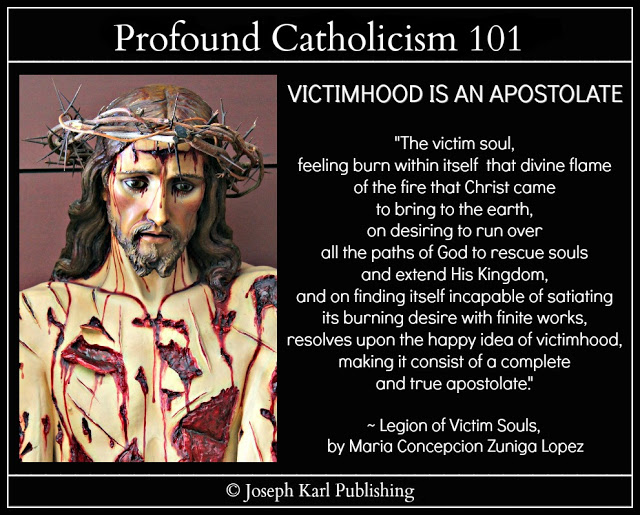 Profound Catholicism 101
VICTIMHOOD IS AN APOSTOLATE
"The victim soul,
feeling burn within itself that divine flame
of the fire that Christ came
to bring to the earth,
on desiring to run over
all the paths of God to rescue souls
and extend His Kingdom,
and on finding itself incapable of satiating
its burning desire with finite works,
resolves upon the happy idea of victimhood,
making it consist of a complete
and true apostolate."
~ Legion of Victim Souls,
by Maria Concepcion Zuniga Lopez
© Joseph Karl Publishing